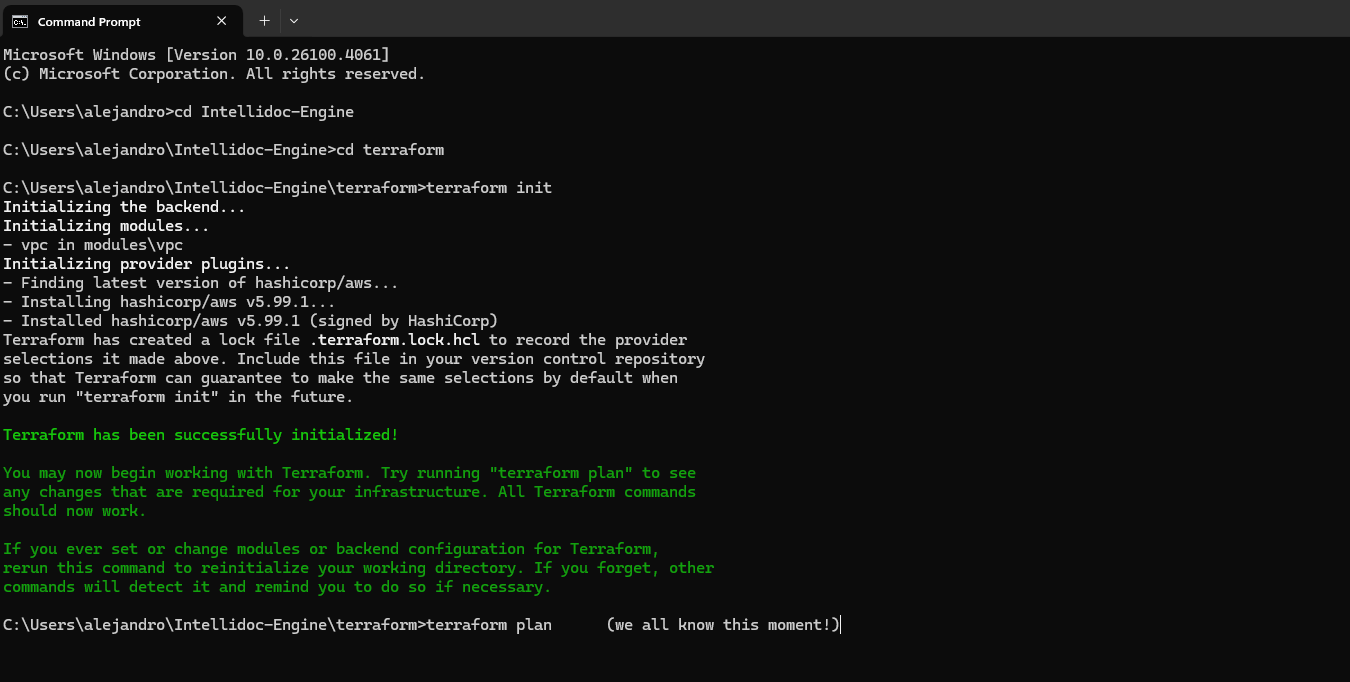 Command Prompt
Microsoft Windows [Version 10.0.26100.4061]
(c) Microsoft Corporation. All rights reserved.
C:\Users\alejandro>cd Intellidoc-Engine
C:\Users\alejandro\Intellidoc-Engine>cd terraform
C:\Users\alejandro\Intellidoc-Engine\terraform>terraform init
Initializing the backend...
Initializing modules...
- vpc in modules\vpc
Initializing provider plugins...
- Finding latest version of hashicorp/aws...
- Installing hashicorp/aws v5.99.1...
- Installed hashicorp/aws v5.99.1 (signed by HashiCorp)
Terraform has created a lock file .terraform.lock.hcl to record the provider
selections it made above. Include this file in your version control repository
so that Terraform can guarantee to make the same selections by default when
you run "terraform init" in the future.
Terraform has been successfully initialized!
You may now begin working with Terraform. Try running "terraform plan" to see
any changes that are required for your infrastructure. All Terraform commands
should now work.
If you ever set or change modules or backend configuration for Terraform,
rerun this command to reinitialize your working directory. If you forget, other
commands will detect it and remind you to do so if necessary.
C:\Users\alejandro\Intellidoc-Engine\terraform>terraform plan      (we all know this moment!)